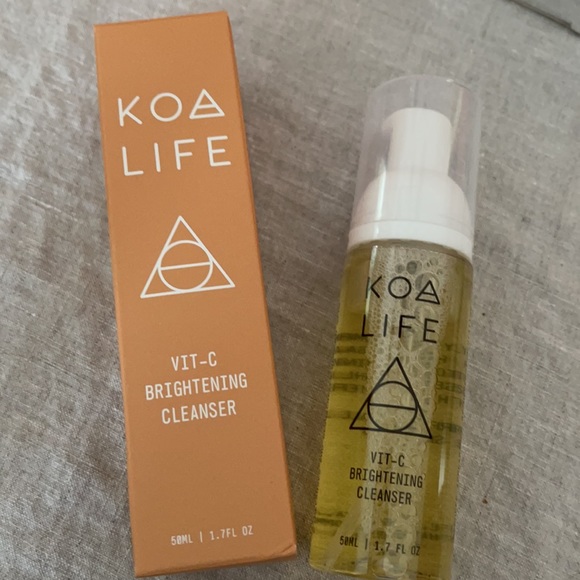 KOA
LIFE
VIT-C
BRIGHTENING
CLEANSER
50ML | 1.7FL OZ
KOA
LIFE
VIT-C
BRIGHTENING
CLEANSER
50ML | 1.7 FL OZ